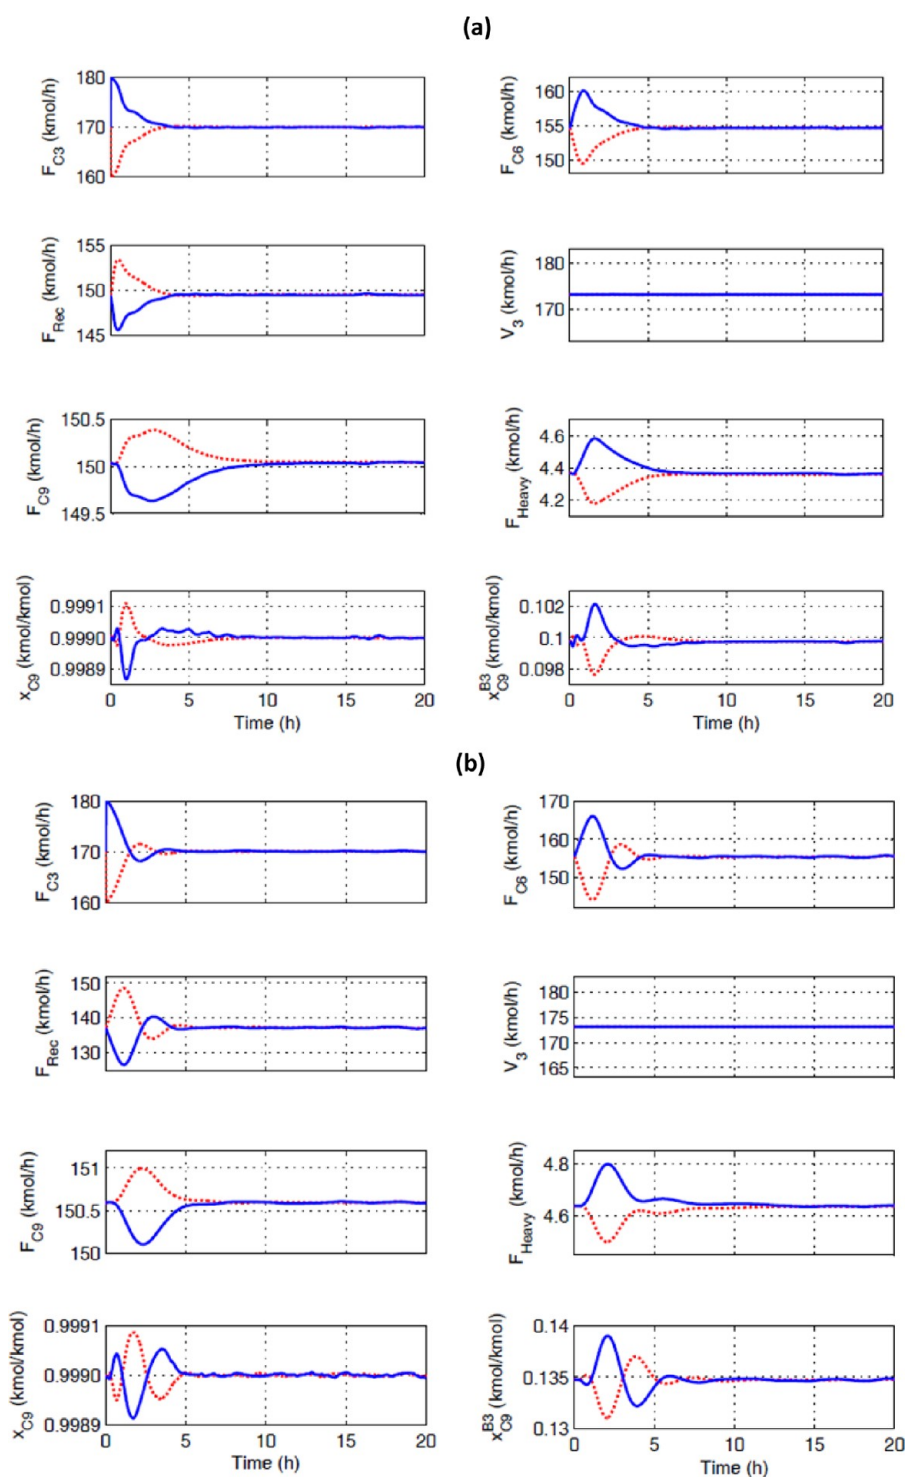 (a)
F_C3 (kmol/h)
180
170
160
F_C6 (kmol/h)
160
155
150
F_Rec (kmol/h)
155
150
145
V_3 (kmol/h)
180
170
F_C9 (kmol/h)
150.5
150
149.5
F_Heavy (kmol/h)
4.6
4.4
4.2
x_C9 (kmol/kmol)
0.9991
0.9990
0.9989
0 5 10 15 20
Time (h)
x_C9^B3 (kmol/kmol)
0.102
0.1
0.098
0 5 10 15 20
Time (h)
(b)
F_C3 (kmol/h)
180
170
160
F_C6 (kmol/h)
170
160
150
F_Rec (kmol/h)
150
140
130
V_3 (kmol/h)
180
175
170
165
F_C9 (kmol/h)
151
150.5
150
F_Heavy (kmol/h)
4.8
4.6
x_C9 (kmol/kmol)
0.9991
0.9990
0.9989
0 5 10 15 20
Time (h)
x_C9^B3 (kmol/kmol)
0.14
0.135
0.13
0 5 10 15 20
Time (h)